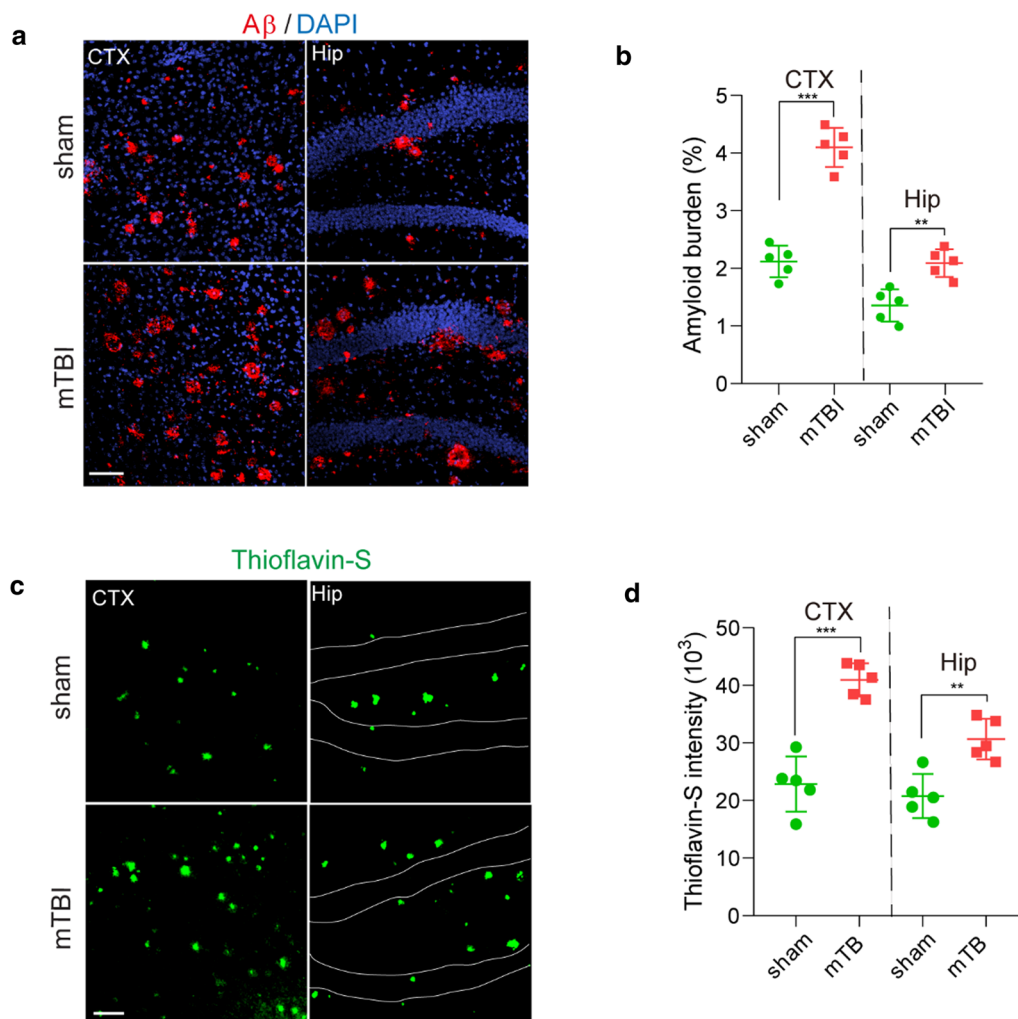 a
Aβ / DAPI
CTX
Hip
sham
mTBI
b
CTX
***
Hip
**
Amyloid burden (%)
5
4
3
2
1
0
sham
mTBI
sham
mTBI
c
Thioflavin-S
CTX
Hip
sham
mTBI
d
CTX
***
Hip
**
Thioflavin-S intensity (10³)
50
40
30
20
10
0
sham
mTB
sham
mTB